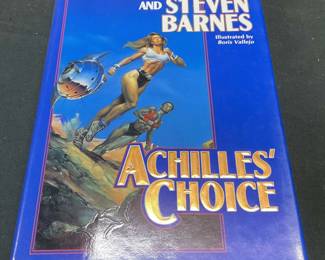 AND STEVEN
BARNES
Illustrated by
Boris Vallejo
ACHILLES'
CHOICE